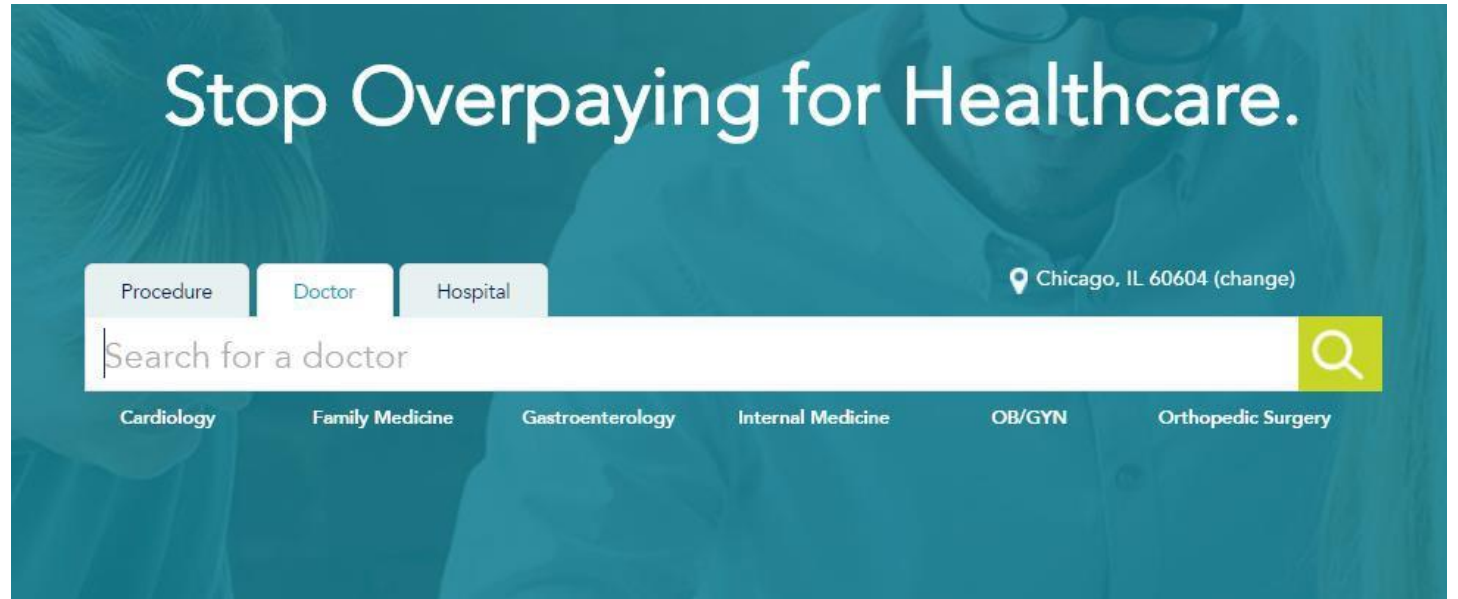 Stop Overpaying for Healthcare.
Procedure Doctor Hospital Chicago, IL 60604 (change)
Search for a doctor
Cardiology Family Medicine Gastroenterology Internal Medicine OB/GYN Orthopedic Surgery